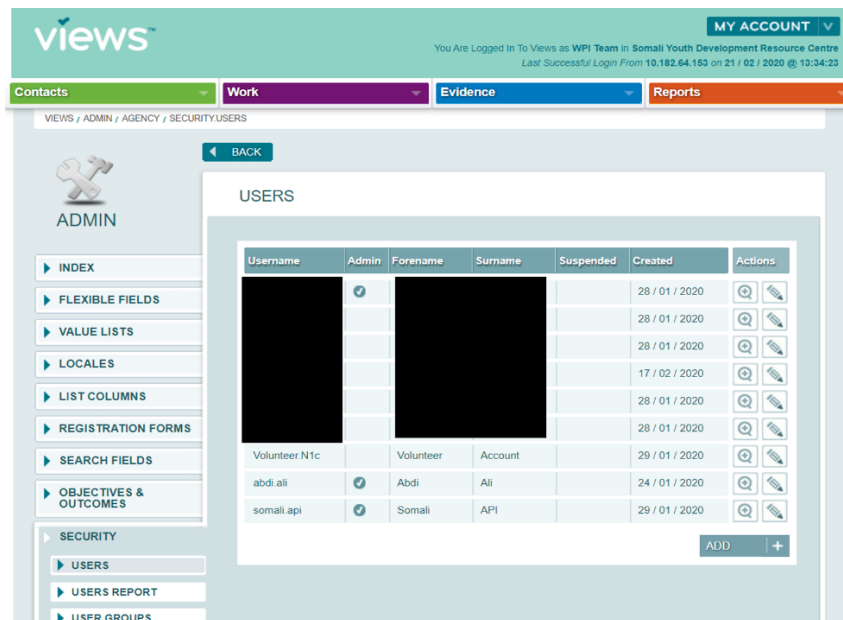 views™
MY ACCOUNT V
You Are Logged In To Views as WPI Team in Somali Youth Development Resource Centre
Last Successful Login From 10.182.64.153 on 21 / 02 / 2020 @ 13:34:23
Contacts Work Evidence Reports
VIEWS / ADMIN / AGENCY / SECURITY.USERS
BACK
ADMIN
USERS
INDEX
FLEXIBLE FIELDS
VALUE LISTS
LOCALES
LIST COLUMNS
REGISTRATION FORMS
SEARCH FIELDS
OBJECTIVES &
OUTCOMES
SECURITY
USERS
USERS REPORT
USER GROUPS
Username Admin Forename Surname Suspended Created Actions
28 / 01 / 2020
28 / 01 / 2020
28 / 01 / 2020
17 / 02 / 2020
28 / 01 / 2020
28 / 01 / 2020
Volunteer.N1c Volunteer Account 29 / 01 / 2020
abdi.ali Abdi Ali 24 / 01 / 2020
somali.api Somali API 29 / 01 / 2020
ADD +